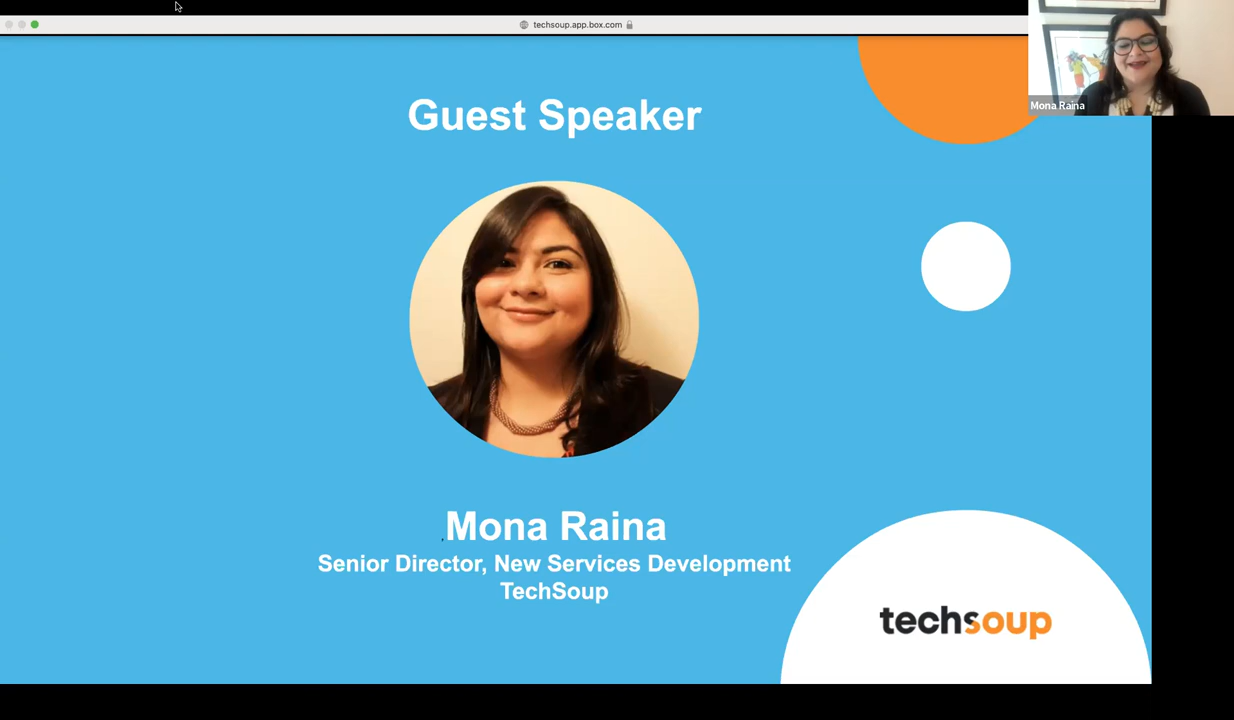 techsoup.app.box.com
Mona Raina
Guest Speaker
,Mona Raina
Senior Director, New Services Development
TechSoup
techsoup